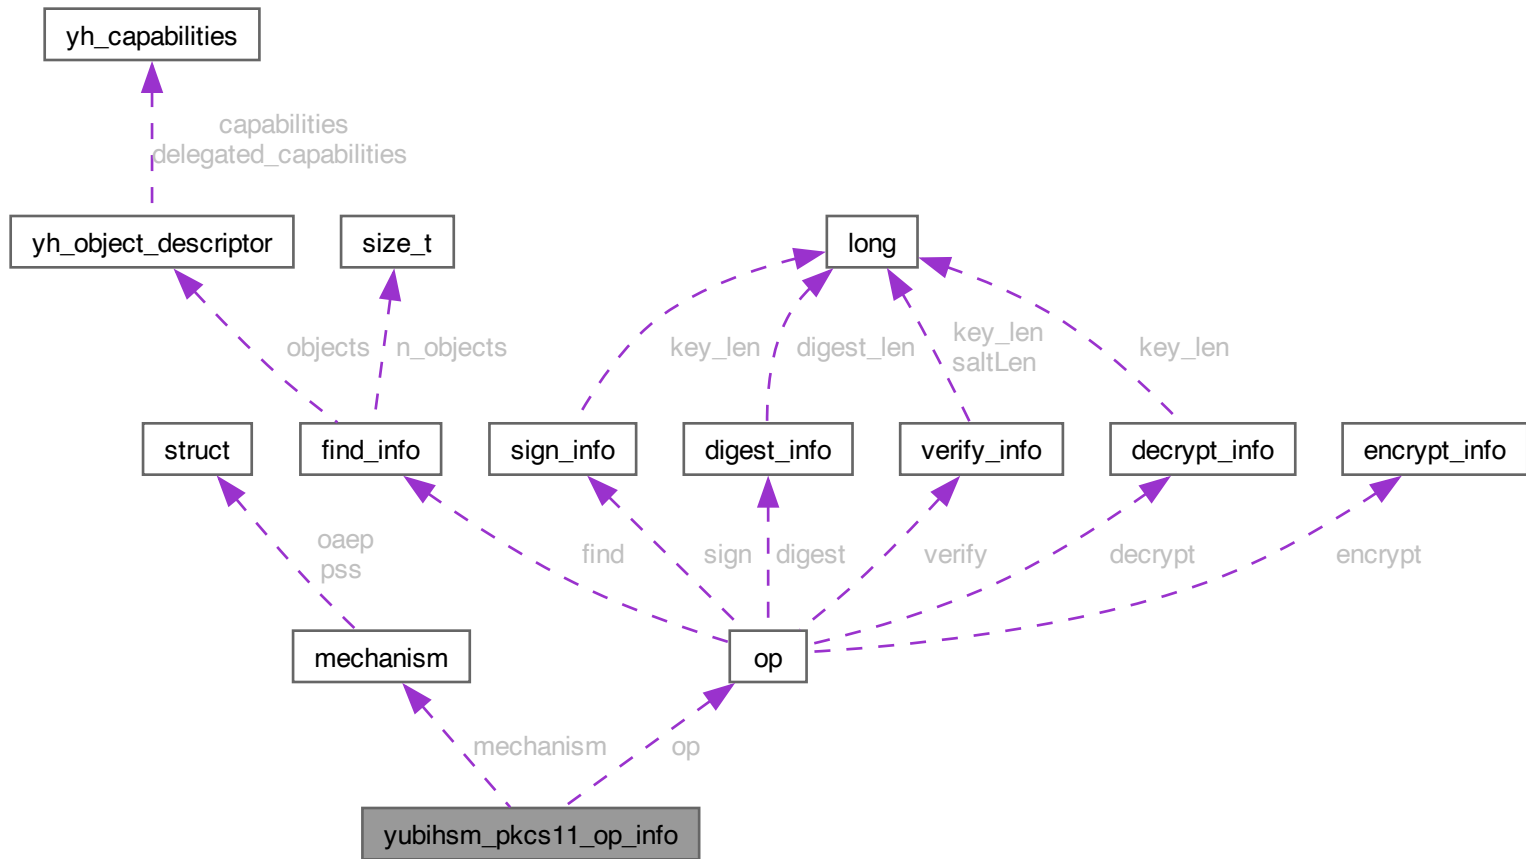 yh_capabilities
capabilities
delegated_capabilities
yh_object_descriptor
size_t
long
objects
n_objects
key_len
digest_len
key_len
saltLen
key_len
struct
find_info
sign_info
digest_info
verify_info
decrypt_info
encrypt_info
oaep
pss
find
sign
digest
verify
decrypt
encrypt
mechanism
op
mechanism
op
yubihsm_pkcs11_op_info